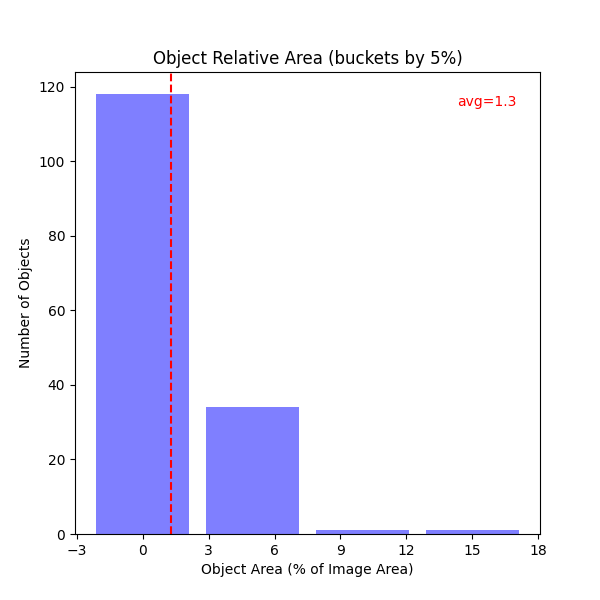 Object Relative Area (buckets by 5%)
avg=1.3
120
100
80
60
40
20
0
Number of Objects
−3 0 3 6 9 12 15 18
Object Area (% of Image Area)